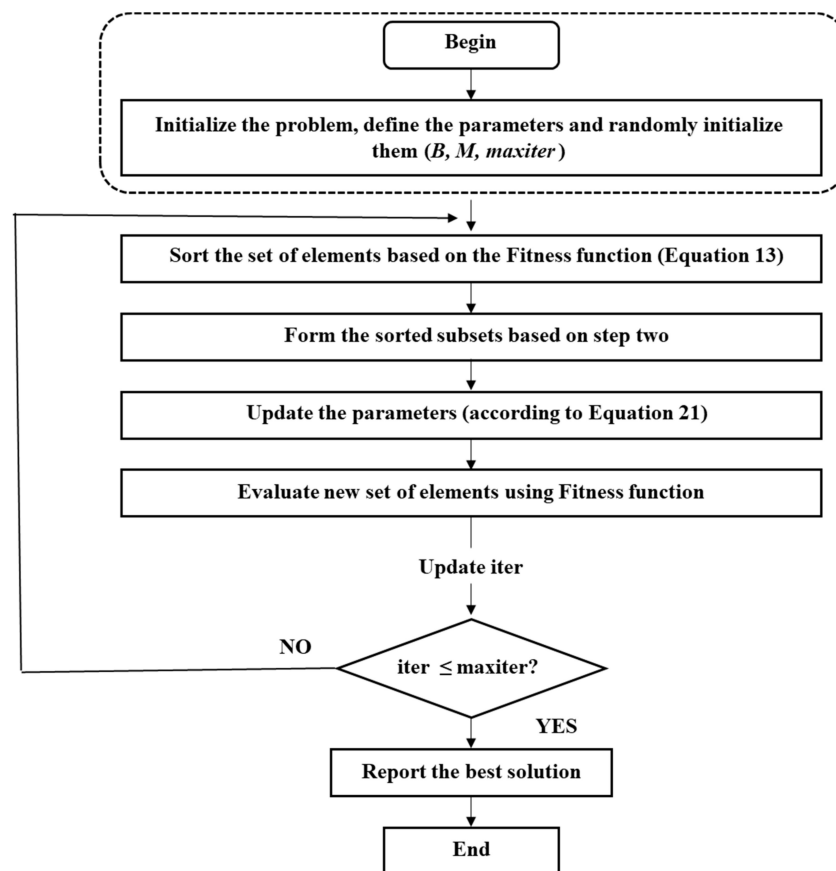 Begin
Initialize the problem, define the parameters and randomly initialize
them (B, M, maxiter)
Sort the set of elements based on the Fitness function (Equation 13)
Form the sorted subsets based on step two
Update the parameters (according to Equation 21)
Evaluate new set of elements using Fitness function
Update iter
NO
iter ≤ maxiter?
YES
Report the best solution
End